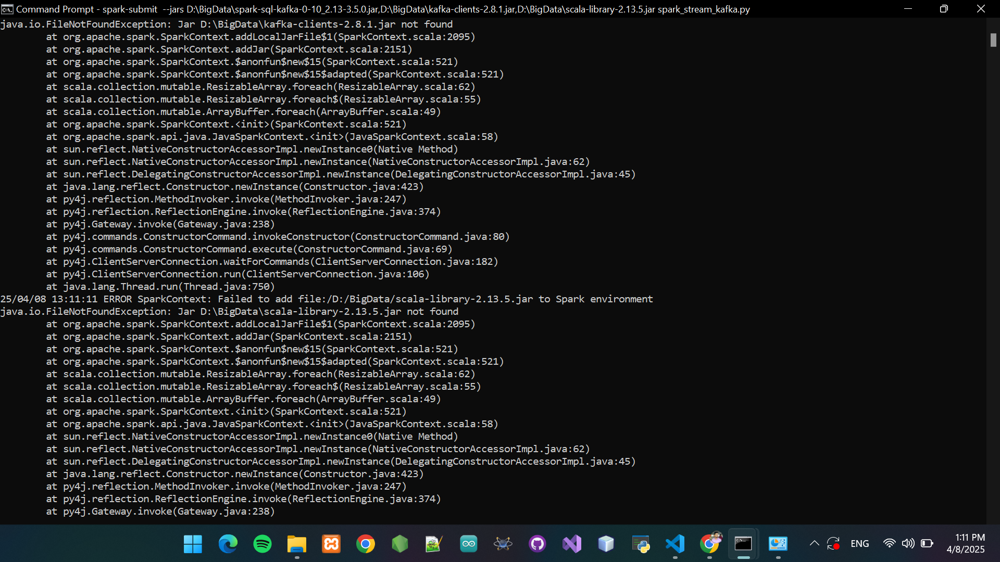 Command Prompt - spark-submit  --jars D:\BigData\spark-sql-kafka-0-10_2.13-3.5.0.jar,D:\BigData\kafka-clients-2.8.1.jar,D:\BigData\scala-library-2.13.5.jar spark_stream_kafka.py
java.io.FileNotFoundException: Jar D:\BigData\kafka-clients-2.8.1.jar not found
        at org.apache.spark.SparkContext.addLocalJarFile$1(SparkContext.scala:2095)
        at org.apache.spark.SparkContext.addJar(SparkContext.scala:2151)
        at org.apache.spark.SparkContext.$anonfun$new$15(SparkContext.scala:521)
        at org.apache.spark.SparkContext.$anonfun$new$15$adapted(SparkContext.scala:521)
        at scala.collection.mutable.ResizableArray.foreach(ResizableArray.scala:62)
        at scala.collection.mutable.ResizableArray.foreach$(ResizableArray.scala:55)
        at scala.collection.mutable.ArrayBuffer.foreach(ArrayBuffer.scala:49)
        at org.apache.spark.SparkContext.<init>(SparkContext.scala:521)
        at org.apache.spark.api.java.JavaSparkContext.<init>(JavaSparkContext.scala:58)
        at sun.reflect.NativeConstructorAccessorImpl.newInstance0(Native Method)
        at sun.reflect.NativeConstructorAccessorImpl.newInstance(NativeConstructorAccessorImpl.java:62)
        at sun.reflect.DelegatingConstructorAccessorImpl.newInstance(DelegatingConstructorAccessorImpl.java:45)
        at java.lang.reflect.Constructor.newInstance(Constructor.java:423)
        at py4j.reflection.MethodInvoker.invoke(MethodInvoker.java:247)
        at py4j.reflection.ReflectionEngine.invoke(ReflectionEngine.java:374)
        at py4j.Gateway.invoke(Gateway.java:238)
        at py4j.commands.ConstructorCommand.invokeConstructor(ConstructorCommand.java:80)
        at py4j.commands.ConstructorCommand.execute(ConstructorCommand.java:69)
        at py4j.ClientServerConnection.waitForCommands(ClientServerConnection.java:182)
        at py4j.ClientServerConnection.run(ClientServerConnection.java:106)
        at java.lang.Thread.run(Thread.java:750)
25/04/08 13:11:11 ERROR SparkContext: Failed to add file:/D:/BigData/scala-library-2.13.5.jar to Spark environment
java.io.FileNotFoundException: Jar D:\BigData\scala-library-2.13.5.jar not found
        at org.apache.spark.SparkContext.addLocalJarFile$1(SparkContext.scala:2095)
        at org.apache.spark.SparkContext.addJar(SparkContext.scala:2151)
        at org.apache.spark.SparkContext.$anonfun$new$15(SparkContext.scala:521)
        at org.apache.spark.SparkContext.$anonfun$new$15$adapted(SparkContext.scala:521)
        at scala.collection.mutable.ResizableArray.foreach(ResizableArray.scala:62)
        at scala.collection.mutable.ResizableArray.foreach$(ResizableArray.scala:55)
        at scala.collection.mutable.ArrayBuffer.foreach(ArrayBuffer.scala:49)
        at org.apache.spark.SparkContext.<init>(SparkContext.scala:521)
        at org.apache.spark.api.java.JavaSparkContext.<init>(JavaSparkContext.scala:58)
        at sun.reflect.NativeConstructorAccessorImpl.newInstance0(Native Method)
        at sun.reflect.NativeConstructorAccessorImpl.newInstance(NativeConstructorAccessorImpl.java:62)
        at sun.reflect.DelegatingConstructorAccessorImpl.newInstance(DelegatingConstructorAccessorImpl.java:45)
        at java.lang.reflect.Constructor.newInstance(Constructor.java:423)
        at py4j.reflection.MethodInvoker.invoke(MethodInvoker.java:247)
        at py4j.reflection.ReflectionEngine.invoke(ReflectionEngine.java:374)
        at py4j.Gateway.invoke(Gateway.java:238)
ENG
1:11 PM
4/8/2025